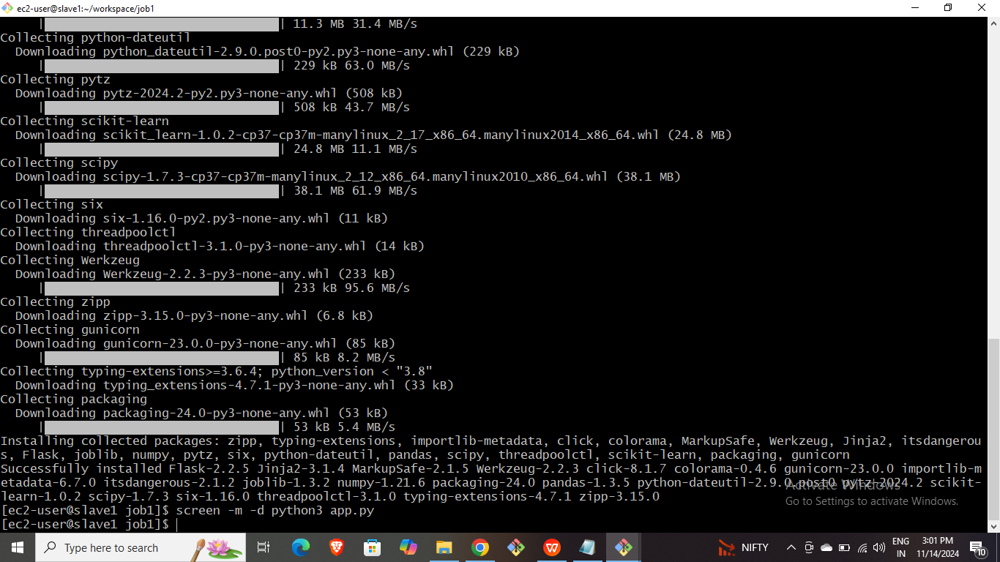 ec2-user@slave1:~/workspace/job1
| 11.3 MB 31.4 MB/s
Collecting python-dateutil
Downloading python_dateutil-2.9.0.post0-py2.py3-none-any.whl (229 kB)
| 229 kB 63.0 MB/s
Collecting pytz
Downloading pytz-2024.2-py2.py3-none-any.whl (508 kB)
| 508 kB 43.7 MB/s
Collecting scikit-learn
Downloading scikit_learn-1.0.2-cp37-cp37m-manylinux_2_17_x86_64.manylinux2014_x86_64.whl (24.8 MB)
| 24.8 MB 11.1 MB/s
Collecting scipy
Downloading scipy-1.7.3-cp37-cp37m-manylinux_2_12_x86_64.manylinux2010_x86_64.whl (38.1 MB)
| 38.1 MB 61.9 MB/s
Collecting six
Downloading six-1.16.0-py2.py3-none-any.whl (11 kB)
Collecting threadpoolctl
Downloading threadpoolctl-3.1.0-py3-none-any.whl (14 kB)
Collecting Werkzeug
Downloading Werkzeug-2.2.3-py3-none-any.whl (233 kB)
| 233 kB 95.6 MB/s
Collecting zipp
Downloading zipp-3.15.0-py3-none-any.whl (6.8 kB)
Collecting gunicorn
Downloading gunicorn-23.0.0-py3-none-any.whl (85 kB)
| 85 kB 8.2 MB/s
Collecting typing-extensions>=3.6.4; python_version < "3.8"
Downloading typing_extensions-4.7.1-py3-none-any.whl (33 kB)
Collecting packaging
Downloading packaging-24.0-py3-none-any.whl (53 kB)
| 53 kB 5.4 MB/s
Installing collected packages: zipp, typing-extensions, importlib-metadata, click, colorama, MarkupSafe, Werkzeug, Jinja2, itsdangerou
s, Flask, joblib, numpy, pytz, six, python-dateutil, pandas, scipy, threadpoolctl, scikit-learn, packaging, gunicorn
Successfully installed Flask-2.2.5 Jinja2-3.1.4 MarkupSafe-2.1.5 Werkzeug-2.2.3 click-8.1.7 colorama-0.4.6 gunicorn-23.0.0 importlib-m
etadata-6.7.0 itsdangerous-2.1.2 joblib-1.3.2 numpy-1.21.6 packaging-24.0 pandas-1.3.5 python-dateutil-2.9.0.post0 pytz-2024.2 scikit-
learn-1.0.2 scipy-1.7.3 six-1.16.0 threadpoolctl-3.1.0 typing-extensions-4.7.1 zipp-3.15.0
Activate Windows
Go to Settings to activate Windows.
[ec2-user@slave1 job1]$ screen -m -d python3 app.py
[ec2-user@slave1 job1]$
Type here to search
NIFTY
ENG
IN
3:01 PM
11/14/2024
10